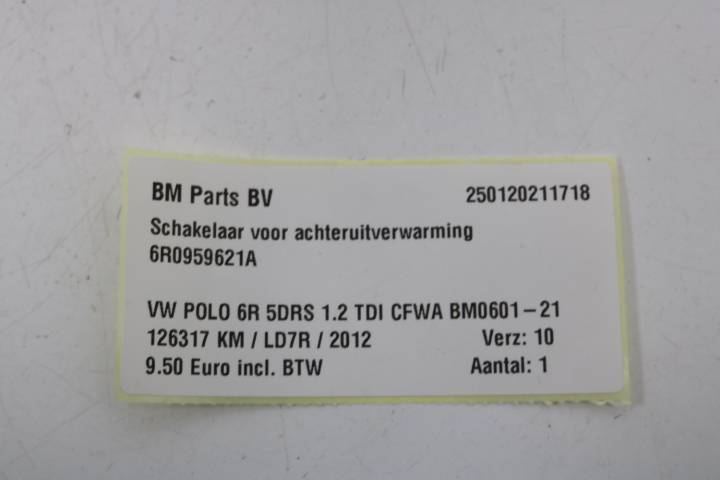 BM Parts BV 250120211718
Schakelaar voor achteruitverwarming
6R0959621A
VW POLO 6R 5DRS 1.2 TDI CFWA BM0601-21
126317 KM / LD7R / 2012 Verz: 10
9.50 Euro incl. BTW Aantal: 1